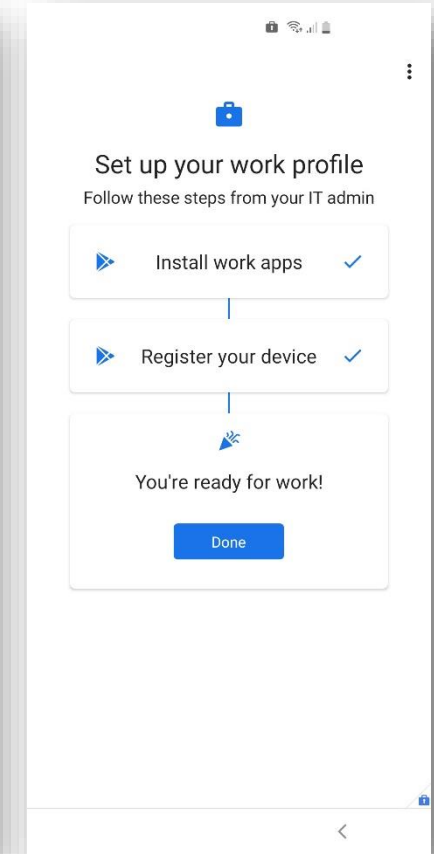 Set up your work profile
Follow these steps from your IT admin
Install work apps
Register your device
You're ready for work!
Done